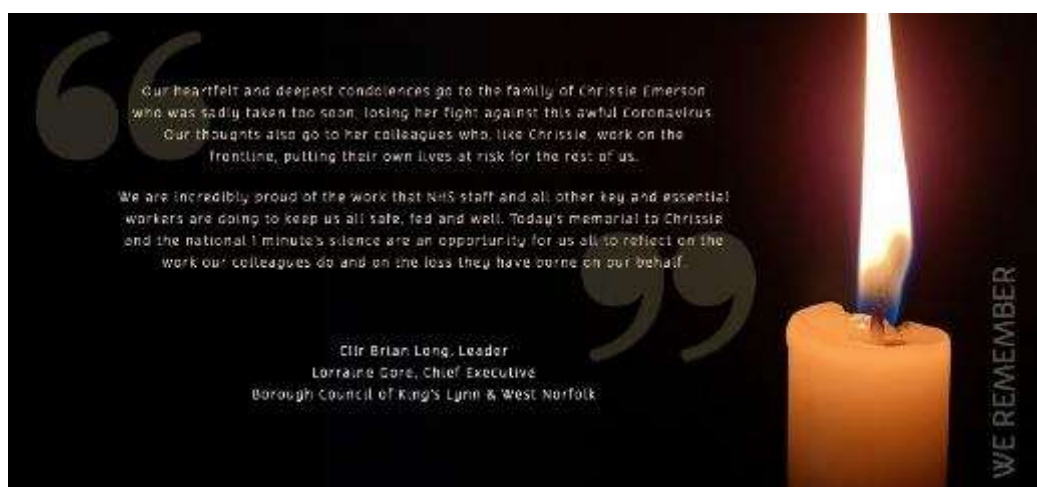 Our heartfelt and deepest condolences go to the family of Chrissie Emerson
who was sadly taken too soon, losing her fight against this awful Coronavirus.
Our thoughts also go to her colleagues who, like Chrissie, work on the
frontline, putting their own lives at risk for the rest of us.
We are incredibly proud of the work that NHS staff and all other key and essential
workers are doing to keep us all safe, fed and well. Today's memorial to Chrissie
and the national 1 minute's silence are an opportunity for us all to reflect on the
work our colleagues do and on the loss they have borne on our behalf.
Cllr Brian Long, Leader
Lorraine Gore, Chief Executive
Borough Council of King's Lynn & West Norfolk
WE REMEMBER